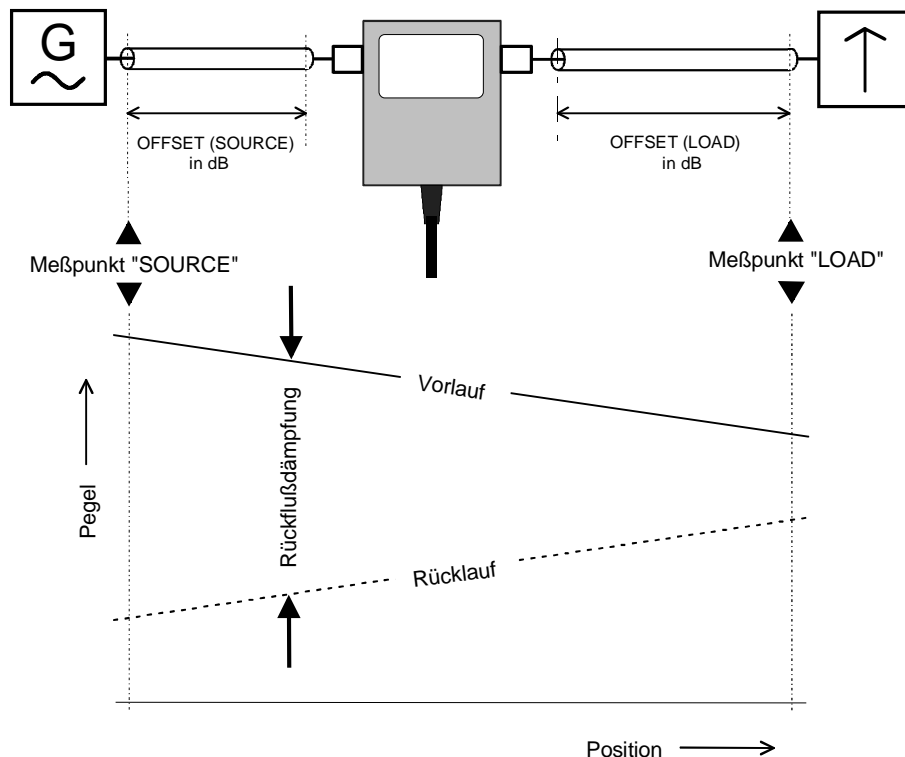 G
OFFSET (SOURCE)
in dB
OFFSET (LOAD)
in dB
Meßpunkt "SOURCE"
Meßpunkt "LOAD"
Vorlauf
Pegel
Rückflußdämpfung
Rücklauf
Position